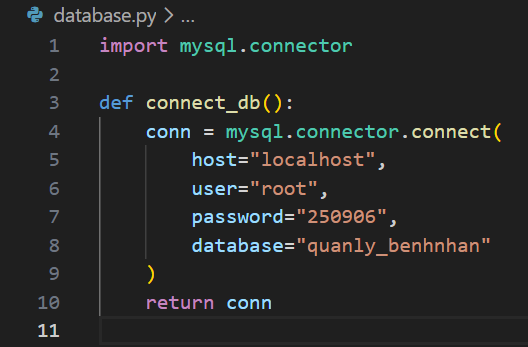 database.py > ...
1 import mysql.connector
2
3 def connect_db():
4     conn = mysql.connector.connect(
5         host="localhost",
6         user="root",
7         password="250906",
8         database="quanly_benhnhan"
9     )
10     return conn
11